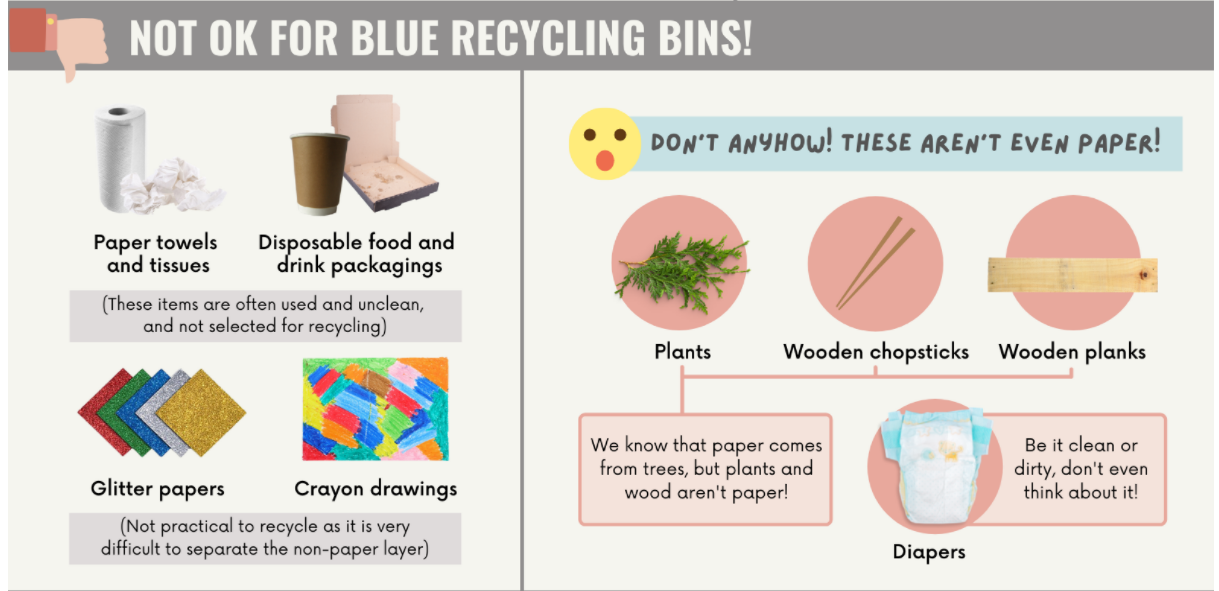 NOT OK FOR BLUE RECYCLING BINS!
Paper towels
and tissues
Disposable food and
drink packagings
(These items are often used and unclean,
and not selected for recycling)
Glitter papers
Crayon drawings
(Not practical to recycle as it is very
difficult to separate the non-paper layer)
DON'T ANYHOW! THESE AREN'T EVEN PAPER!
Plants
Wooden chopsticks
Wooden planks
We know that paper comes
from trees, but plants and
wood aren't paper!
Be it clean or
dirty, don't even
think about it!
Diapers